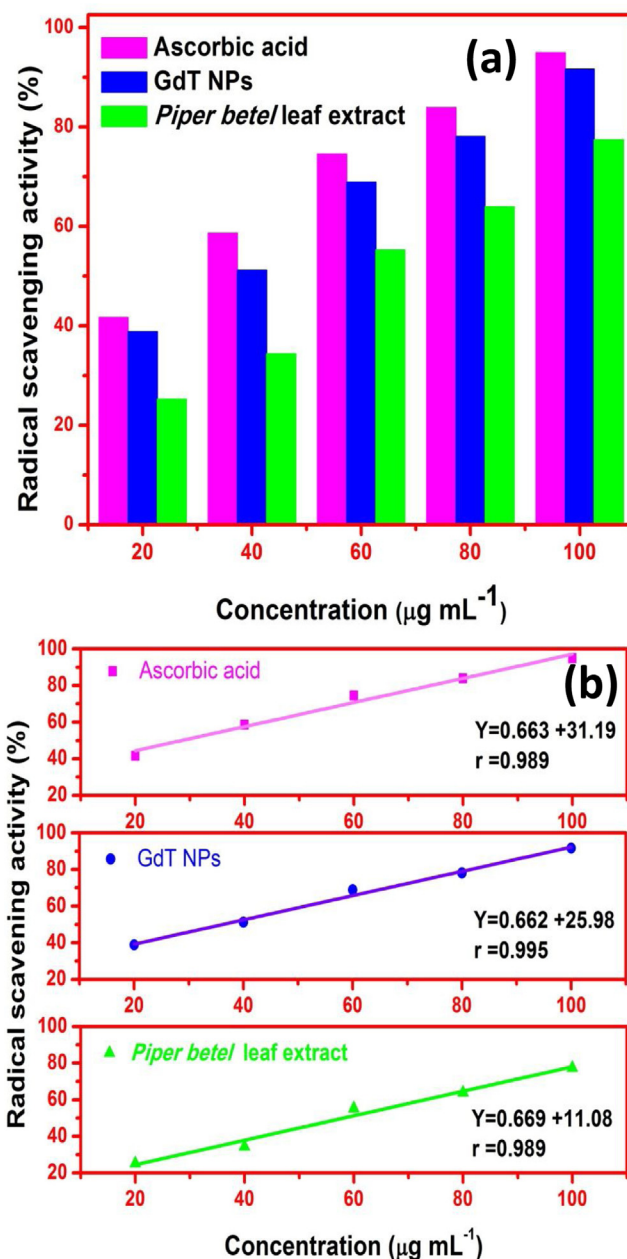 (a)
Ascorbic acid
GdT NPs
Piper betel leaf extract
Radical scavenging activity (%)
100
80
60
40
20
0
20 40 60 80 100
Concentration (μg mL⁻¹)
(b)
Radical scavening activity (%)
Ascorbic acid
100
80
60
40
20
Y=0.663 +31.19
r =0.989
20 40 60 80 100
GdT NPs
100
80
60
40
20
Y=0.662 +25.98
r =0.995
20 40 60 80 100
Piper betel leaf extract
100
80
60
40
20
Y=0.669 +11.08
r =0.989
20 40 60 80 100
Concentration (μg mL⁻¹)